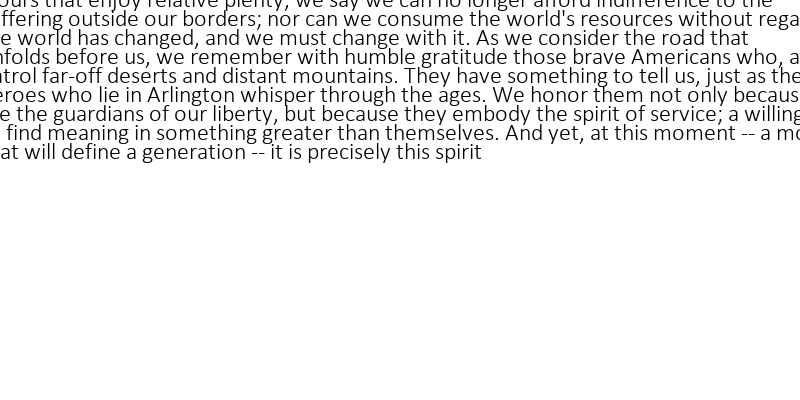 ours that enjoy relative plenty, we say we can no longer afford indifference to the
ffering outside our borders; nor can we consume the world's resources without rega
e world has changed, and we must change with it. As we consider the road that
nfolds before us, we remember with humble gratitude those brave Americans who, a
trol far-off deserts and distant mountains. They have something to tell us, just as the
eroes who lie in Arlington whisper through the ages. We honor them not only becaus
e the guardians of our liberty, but because they embody the spirit of service; a willing
find meaning in something greater than themselves. And yet, at this moment -- a mo
at will define a generation -- it is precisely this spirit